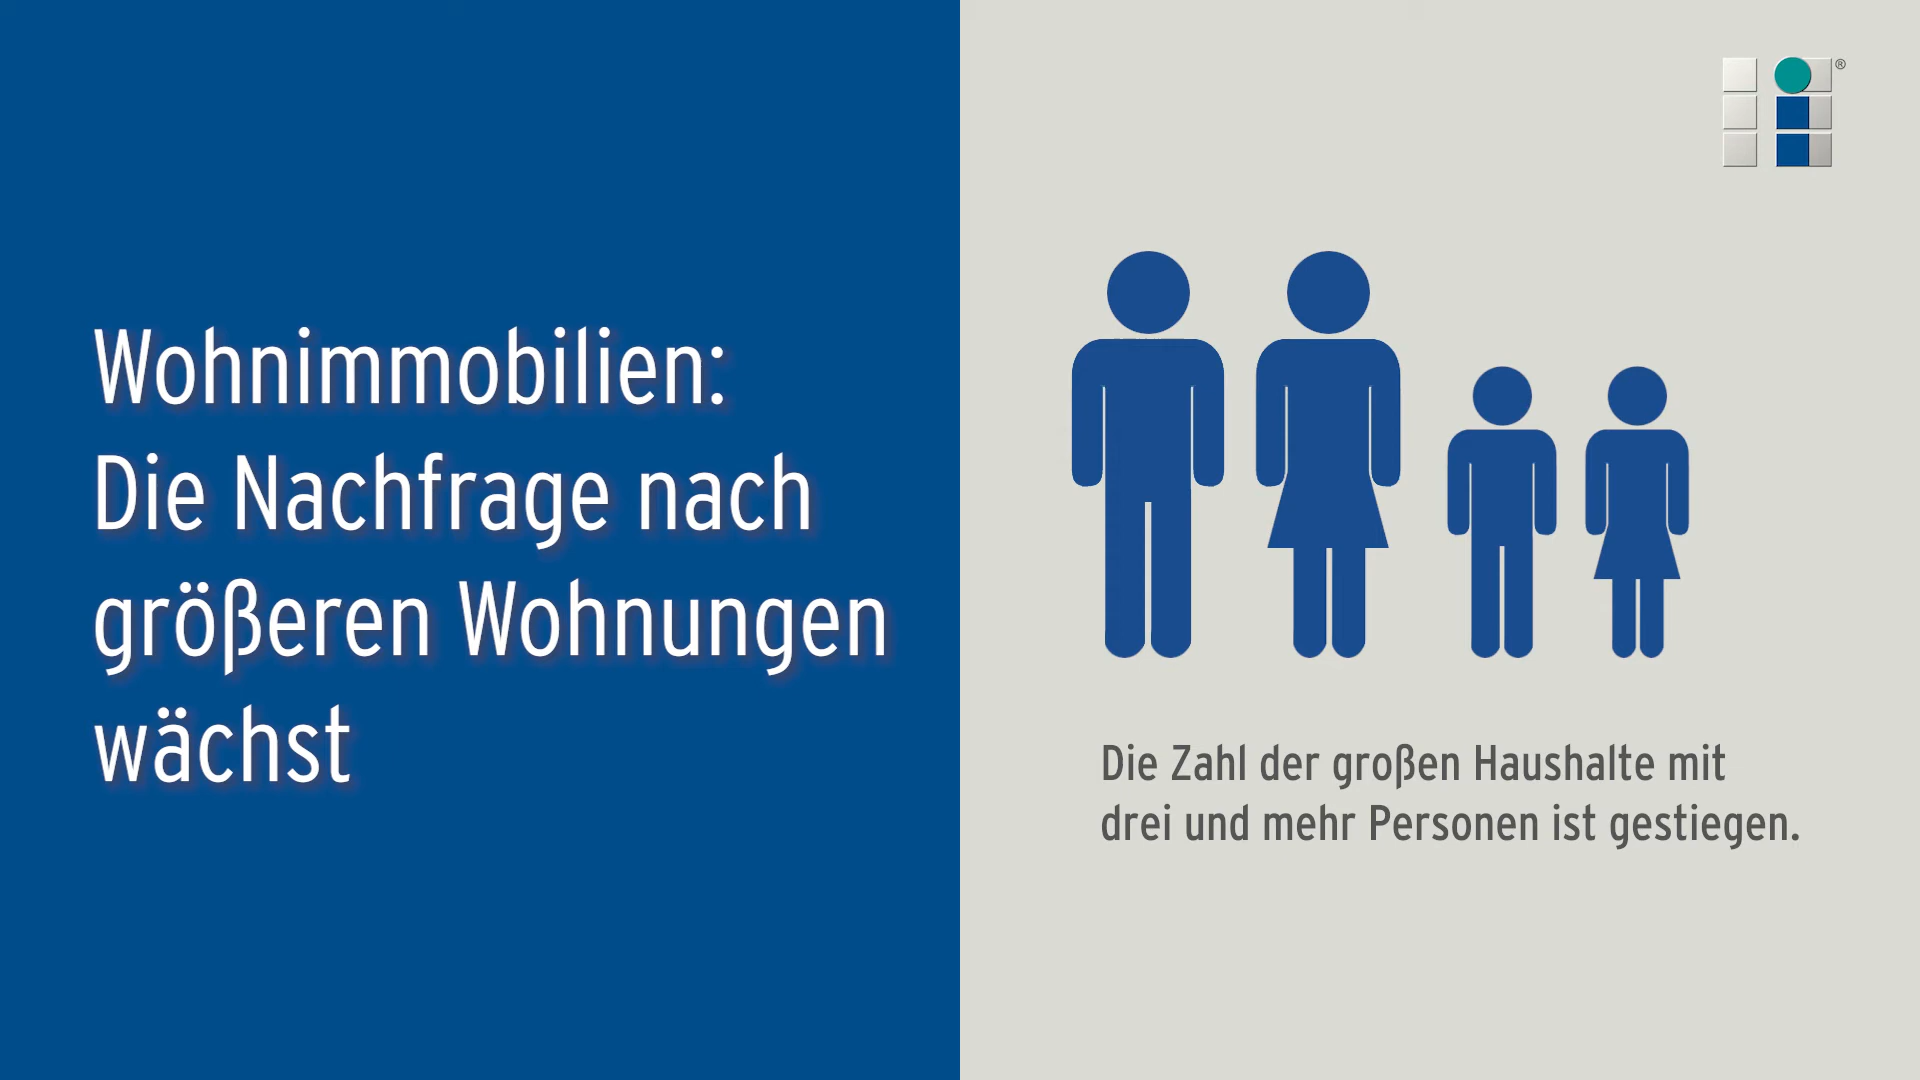 Wohnimmobilien:
Die Nachfrage nach
größeren Wohnungen
wächst
®
Die Zahl der großen Haushalte mit
drei und mehr Personen ist gestiegen.